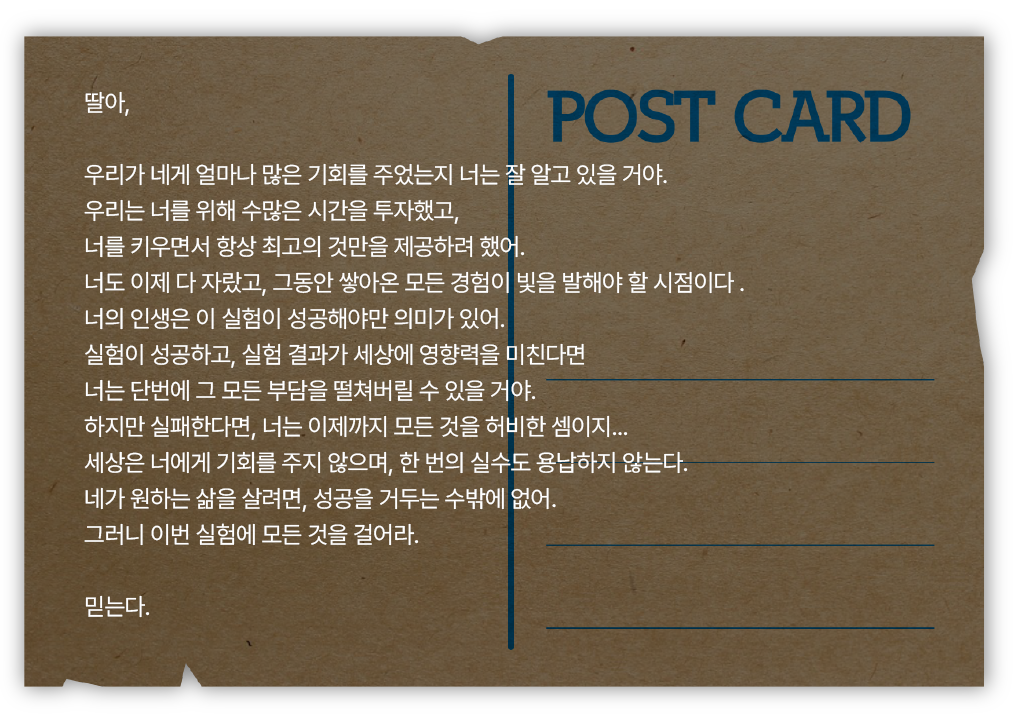 POST CARD
딸아,
우리가 네게 얼마나 많은 기회를 주었는지 너는 잘 알고 있을 거야.
우리는 너를 위해 수많은 시간을 투자했고,
너를 키우면서 항상 최고의 것만을 제공하려 했어.
너도 이제 다 자랐고, 그동안 쌓아온 모든 경험이 빛을 발해야 할 시점이다 .
너의 인생은 이 실험이 성공해야만 의미가 있어.
실험이 성공하고, 실험 결과가 세상에 영향력을 미친다면
너는 단번에 그 모든 부담을 떨쳐버릴 수 있을 거야.
하지만 실패한다면, 너는 이제까지 모든 것을 허비한 셈이지...
세상은 너에게 기회를 주지 않으며, 한 번의 실수도 용납하지 않는다.
네가 원하는 삶을 살려면, 성공을 거두는 수밖에 없어.
그러니 이번 실험에 모든 것을 걸어라.
믿는다.